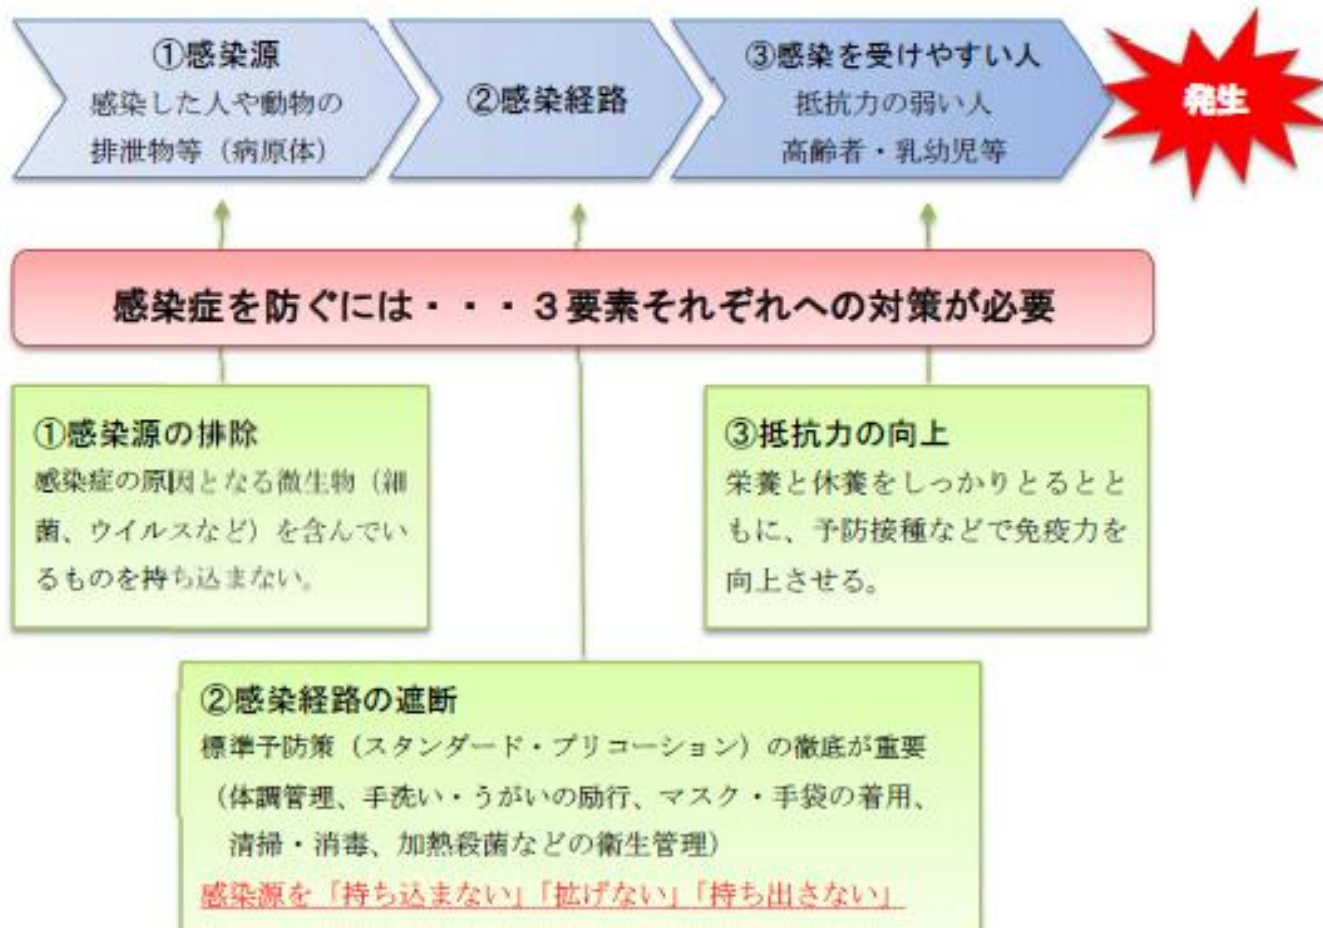 ①感染源
感染した人や動物の
排泄物等（病原体）
②感染経路
③感染を受けやすい人
抵抗力の弱い人
高齢者・乳幼児等
発生
感染症を防ぐには・・・３要素それぞれへの対策が必要
①感染源の排除
感染症の原因となる微生物（細
菌、ウイルスなど）を含んでい
るものを持ち込まない。
③抵抗力の向上
栄養と休養をしっかりとるとと
もに、予防接種などで免疫力を
向上させる。
②感染経路の遮断
標準予防策（スタンダード・プリコーション）の徹底が重要
（体調管理、手洗い・うがいの励行、マスク・手袋の着用、
清掃・消毒、加熱殺菌などの衛生管理）
感染源を「持ち込まない」「拡げない」「持ち出さない」